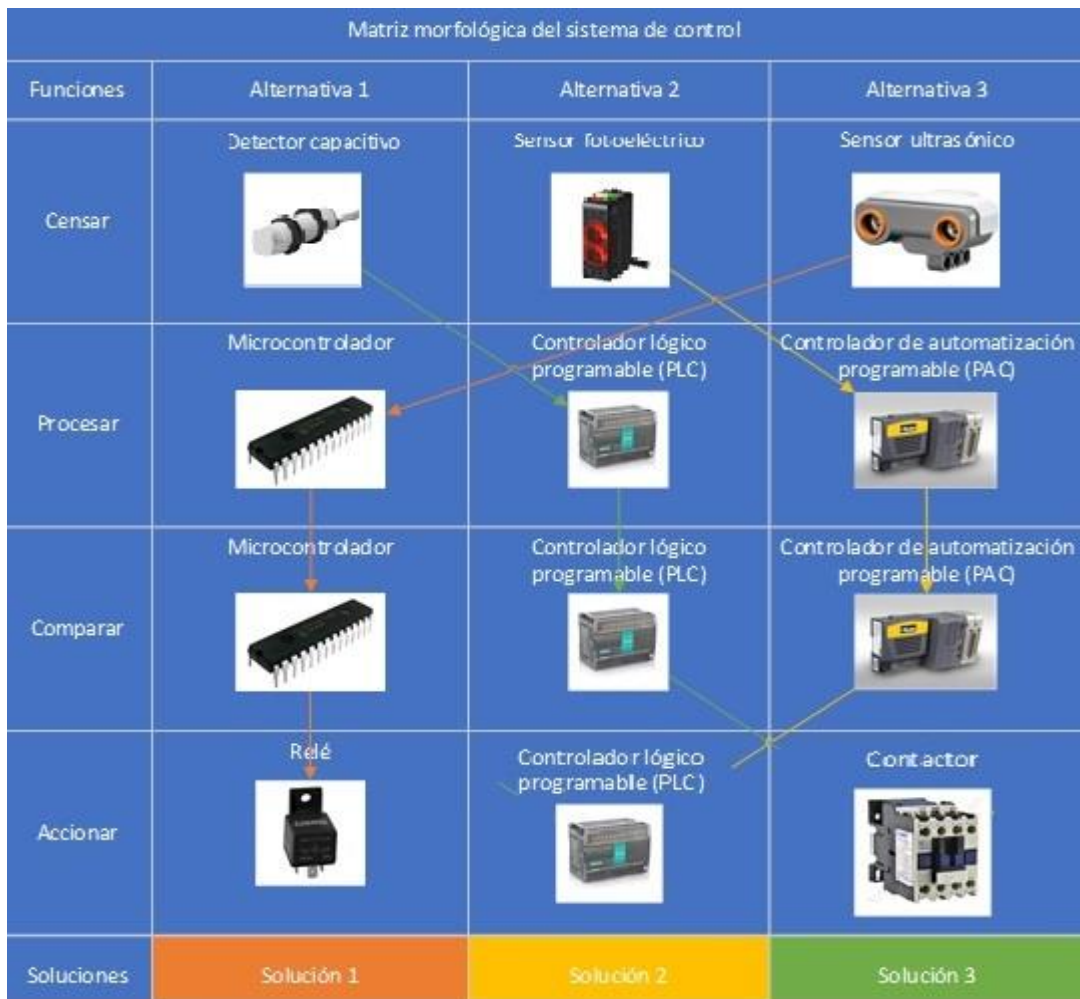 Matriz morfológica del sistema de control
Funciones
Alternativa 1
Alternativa 2
Alternativa 3
Censar
Detector capacitivo
Sensor fotoeléctrico
Sensor ultrasónico
Procesar
Microcontrolador
Controlador lógico
programable (PLC)
Controlador de automatización
programable (PAC)
Comparar
Microcontrolador
Controlador lógico
programable (PLC)
Controlador de automatización
programable (PAC)
Accionar
Relé
Controlador lógico
programable (PLC)
Contactor
Soluciones
Solución 1
Solución 2
Solución 3